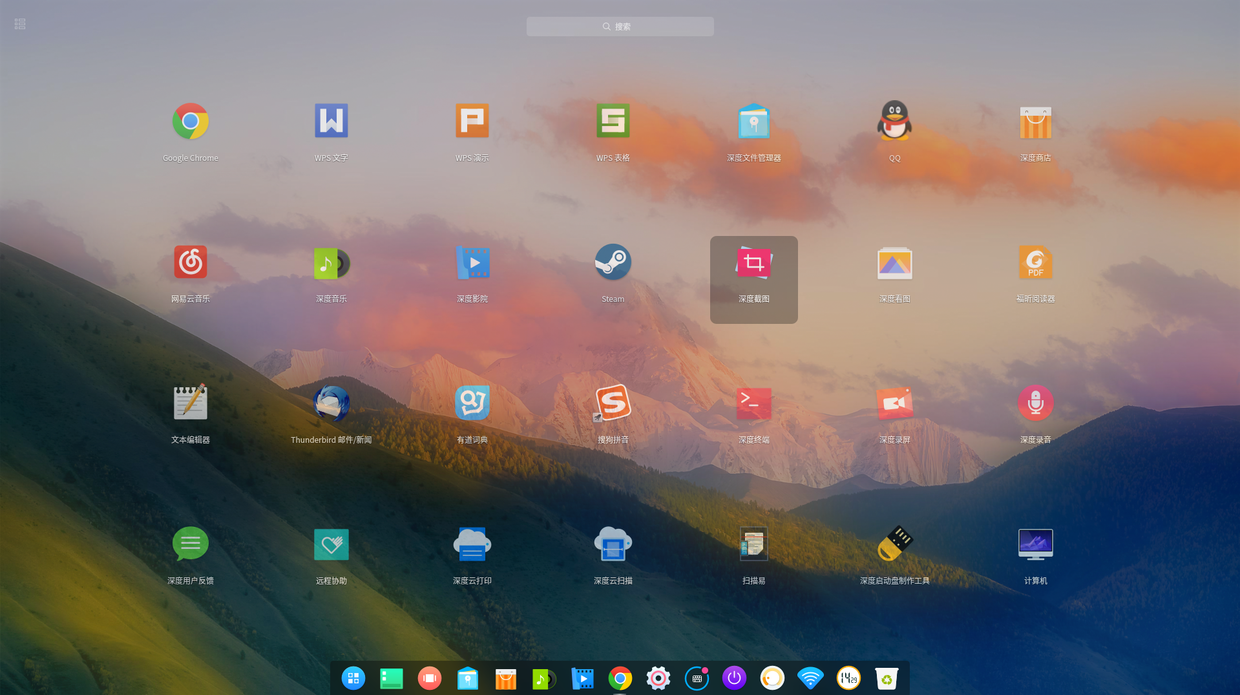 搜索
Google Chrome
WPS 文字
WPS 演示
WPS 表格
深度文件管理器
QQ
深度商店
网易云音乐
深度音乐
深度影院
Steam
深度截图
深度看图
PDF
福昕阅读器
文本编辑器
Thunderbird 邮件/新闻
有道词典
搜狗拼音
深度终端
深度录屏
深度录音
深度用户反馈
远程协助
深度云打印
深度云扫描
扫描易
深度启动盘制作工具
计算机
14 29